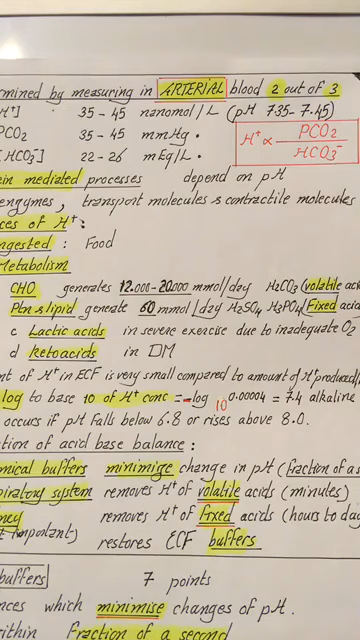 rmined by measuring in ARTERIAL blood 2 out of 3
H⁺] 35 - 45 nanomol/L (pH 7.35 - 7.45)
PCO2 35 - 45 mmHg.
[HCO3⁻] 22 - 26 mEq/L.
H⁺ ∝ PCO2 / HCO3⁻
ein mediated processes depend on pH
enzymes, transport molecules & contractile molecules
ces of H⁺:
ngested : Food
Metabolism
CHO generates 12.000-20.000 mmol/day H2CO3 (volatile aci
Ptn & lipid generate 60 mmol/day H2SO4 H3PO4 (Fixed acid
c Lactic acids in severe exercise due to inadequate O2
d ketoacids in DM
nt of H⁺ in ECF is very small compared to amount of H⁺ produced/
log to base 10 of H⁺ conc = -log 10 0.00004 = 7.4 alkaline
occurs if pH falls below 6.8 or rises above 8.0.
tion of acid base balance :
mical buffers minimize change in pH (fraction of a s
piratory system removes H⁺ of volatile acids (minutes)
ney removes H⁺ of fixed acids (hours to day
t important) restores ECF buffers
buffers 7 points
nces which minimise changes of pH.
ithin fraction of a second